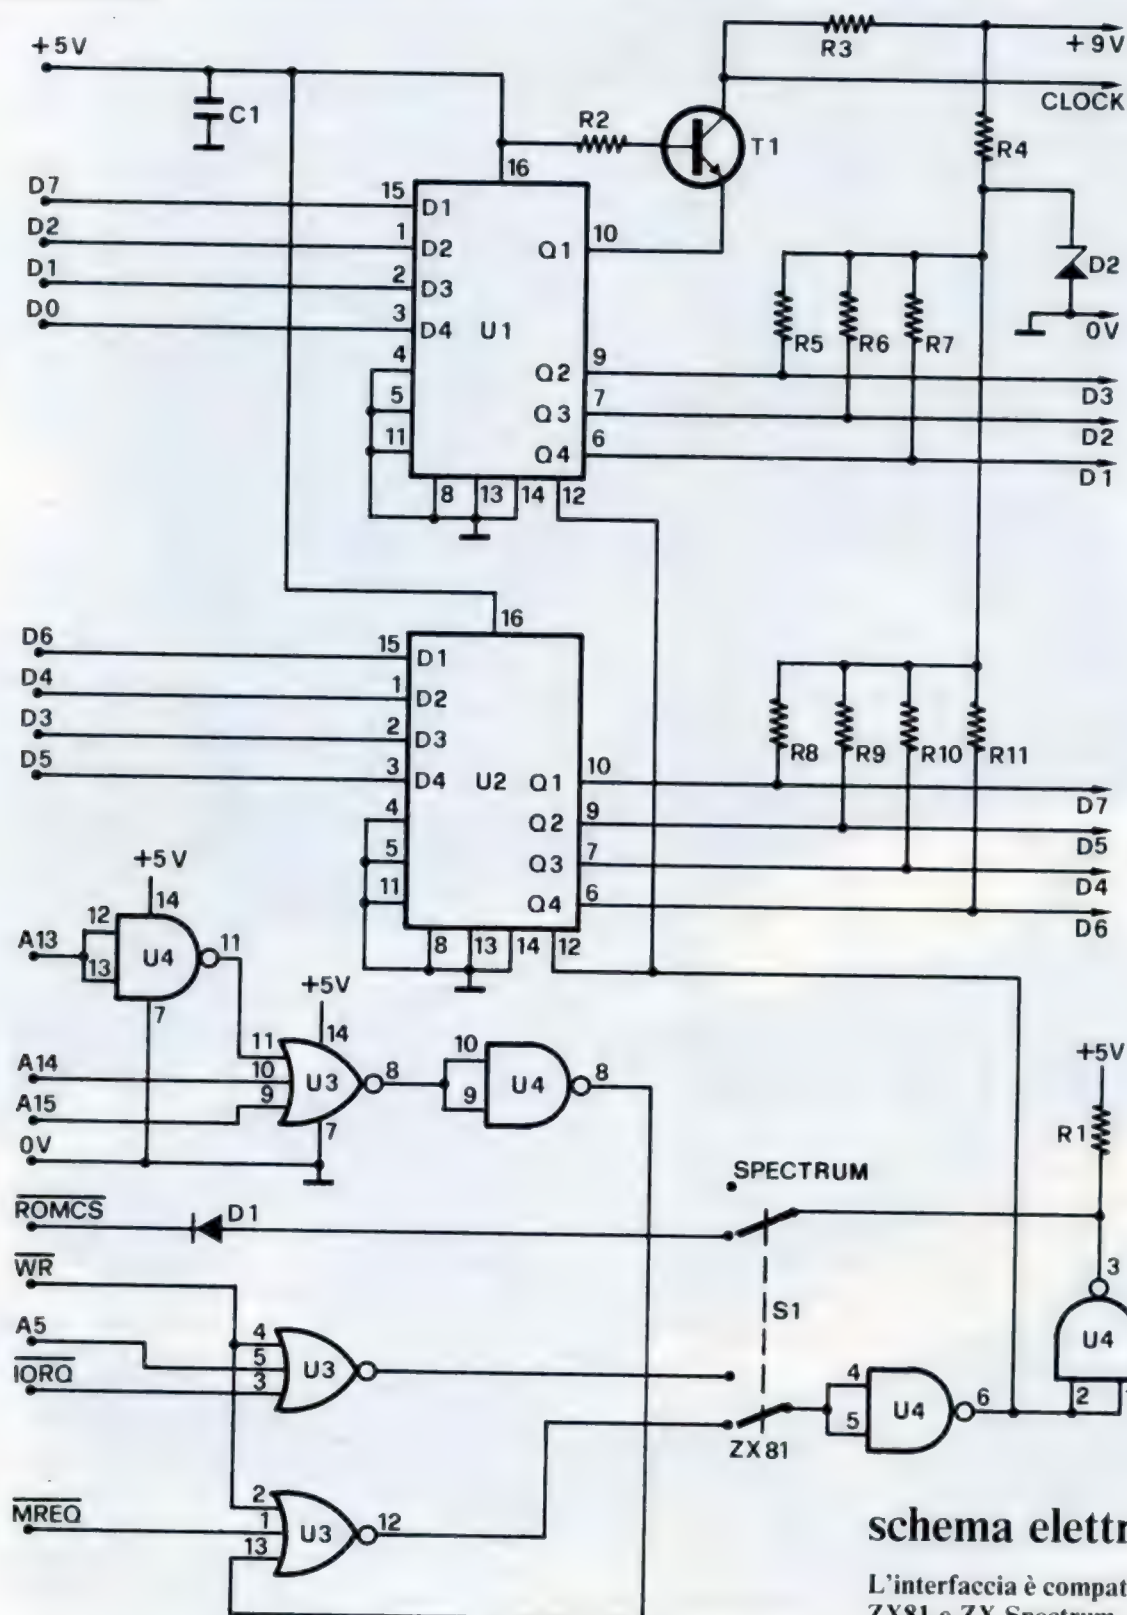 +5V
C1
R2
R3
+9V
CLOCK
T1
R4
16
D7
15
D1
D2
1
D2
D1
2
D3
D0
3
D4
U1
Q1
10
4
5
11
Q2
9
Q3
7
Q4
6
8
13
14
12
R5
R6
R7
D2
0V
D3
D2
D1
16
D6
15
D1
D4
1
D2
D3
2
D3
D5
3
D4
U2
Q1
10
4
Q2
9
5
Q3
7
11
Q4
6
8
13
14
12
R8
R9
R10
R11
D7
D5
D4
D6
+5V
14
12
A13
13
U4
11
7
+5V
14
11
A14
10
U3
8
A15
9
7
0V
10
9
U4
8
+5V
R1
SPECTRUM
ROMCS
D1
WR
S1
3
U4
2
A5
4
5
3
U3
IORQ
4
5
U4
6
ZX81
MREQ
2
1
13
U3
12
schema elettr
L'interfaccia è compat
ZX81 e ZX Spectrum